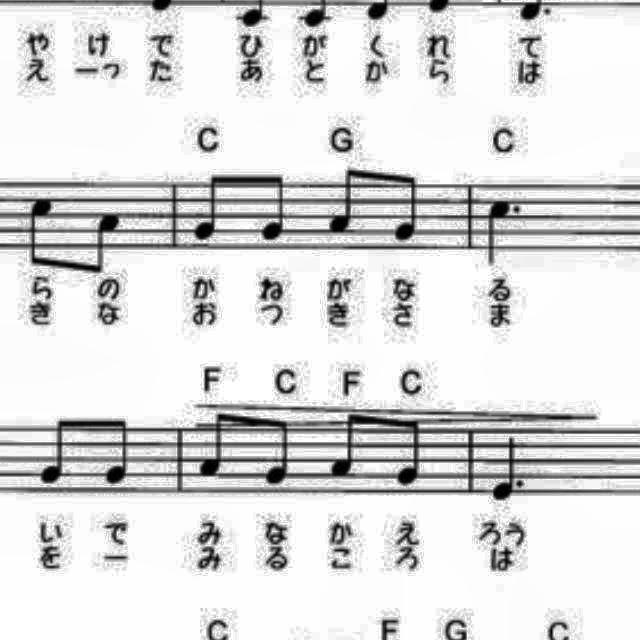 や け で ひ が く れ て
え ーっ た あ と か ら は
C G C
ら の か ね が な る
き な お つ き さ ま
F C F C
い で み な か え ろう
を ー み る こ ろ は
C F G C